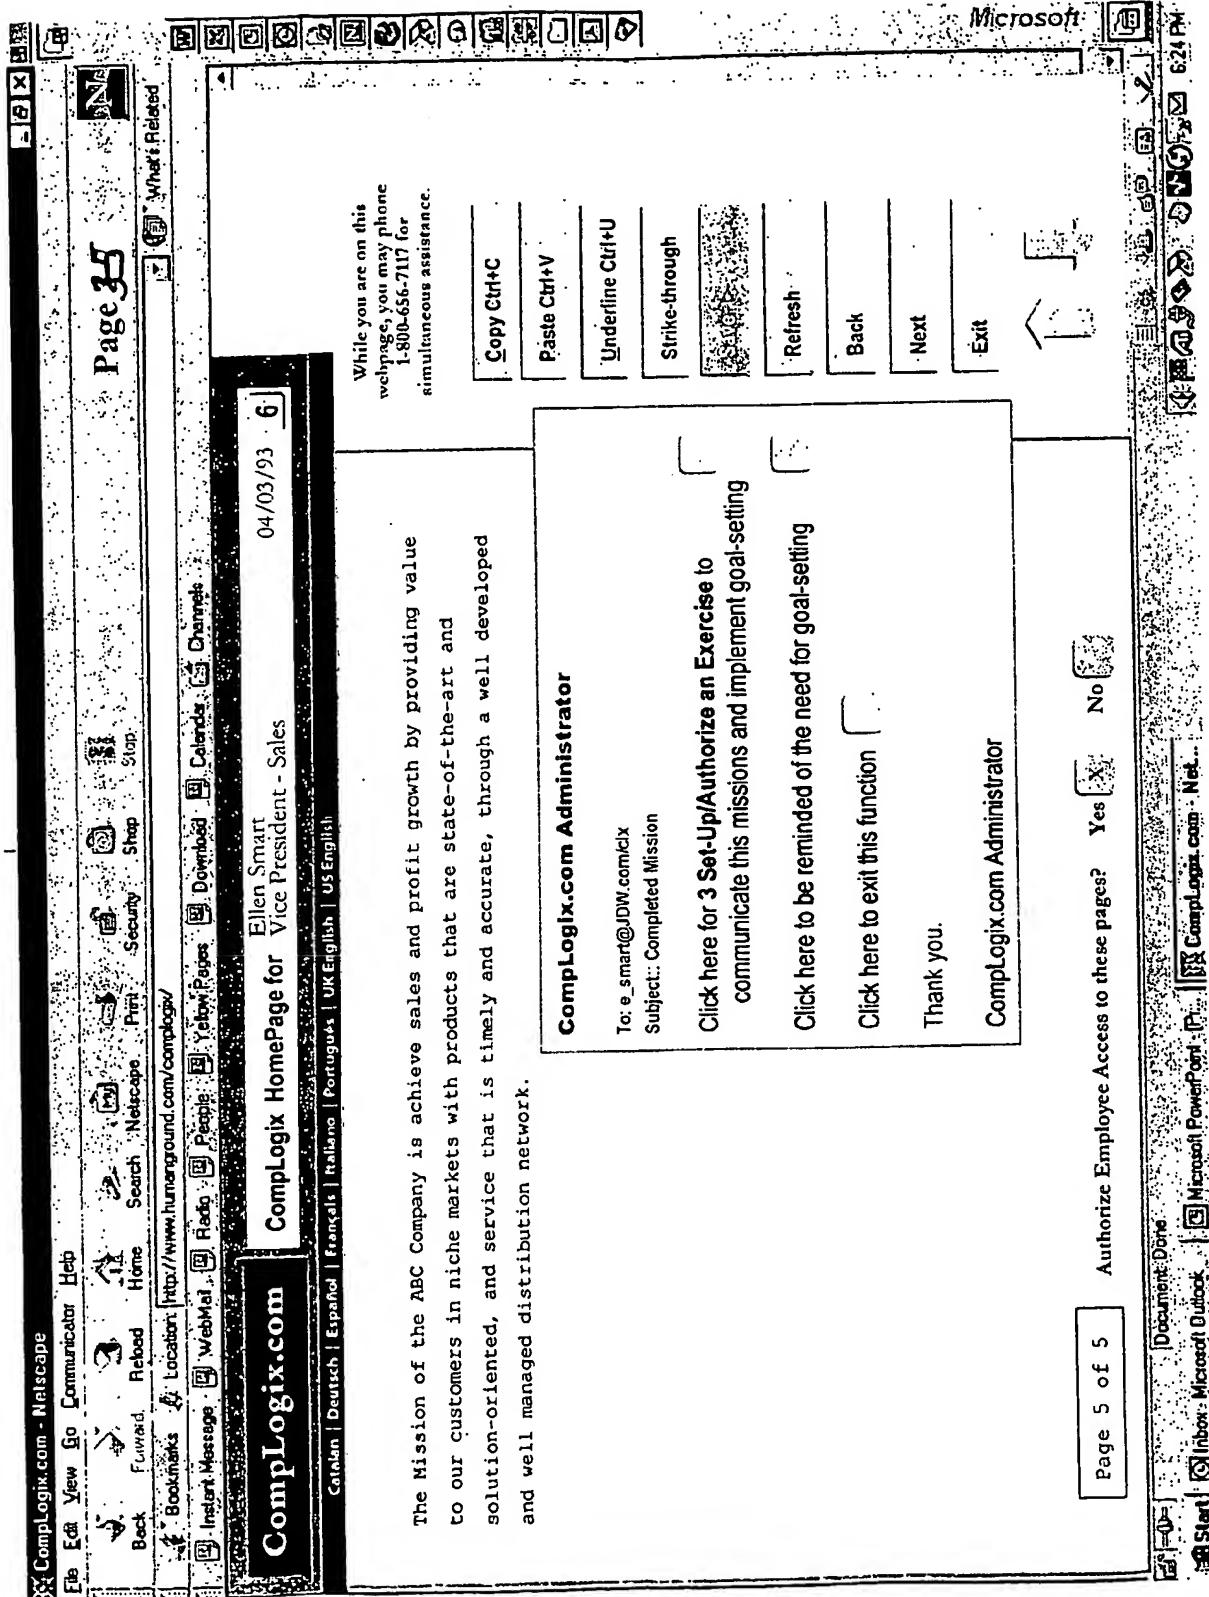 CompLogix.com - Netscape
File Edit View Go Communicator Help
Back Forward Reload Home Search Netscape Print Security Shop Stop
Page 35
N
Bookmarks Location: http://www.humanground.com/complogix/ What's Related
Instant Message WebMail Radio People Yellow Pages Download Calendar Channels
CompLogix.com
CompLogix HomePage for
Ellen Smart
Vice President - Sales
04/03/93 6
Catalan | Deutsch | Español | Français | Italiano | Português | UK English | US English
While you are on this
webpage, you may phone
1-800-656-7117 for
simultaneous assistance.
The Mission of the ABC Company is achieve sales and profit growth by providing value
to our customers in niche markets with products that are state-of-the-art and
solution-oriented, and service that is timely and accurate, through a well developed
and well managed distribution network.
Copy Ctrl+C
Paste Ctrl+V
Underline Ctrl+U
Strike-through
Refresh
Back
Next
Exit
CompLogix.com Administrator
To: e_smart@JDW.com/clx
Subject:: Completed Mission
Click here for 3 Set-Up/Authorize an Exercise to
communicate this missions and implement goal-setting
Click here to be reminded of the need for goal-setting
Click here to exit this function
Thank you.
CompLogix.com Administrator
Page 5 of 5
Authorize Employee Access to these pages? Yes X No
Microsoft
Document: Done
Start Inbox - Microsoft Outlook Microsoft PowerPoint - [P... CompLogix.com - Net... 6:24 PM